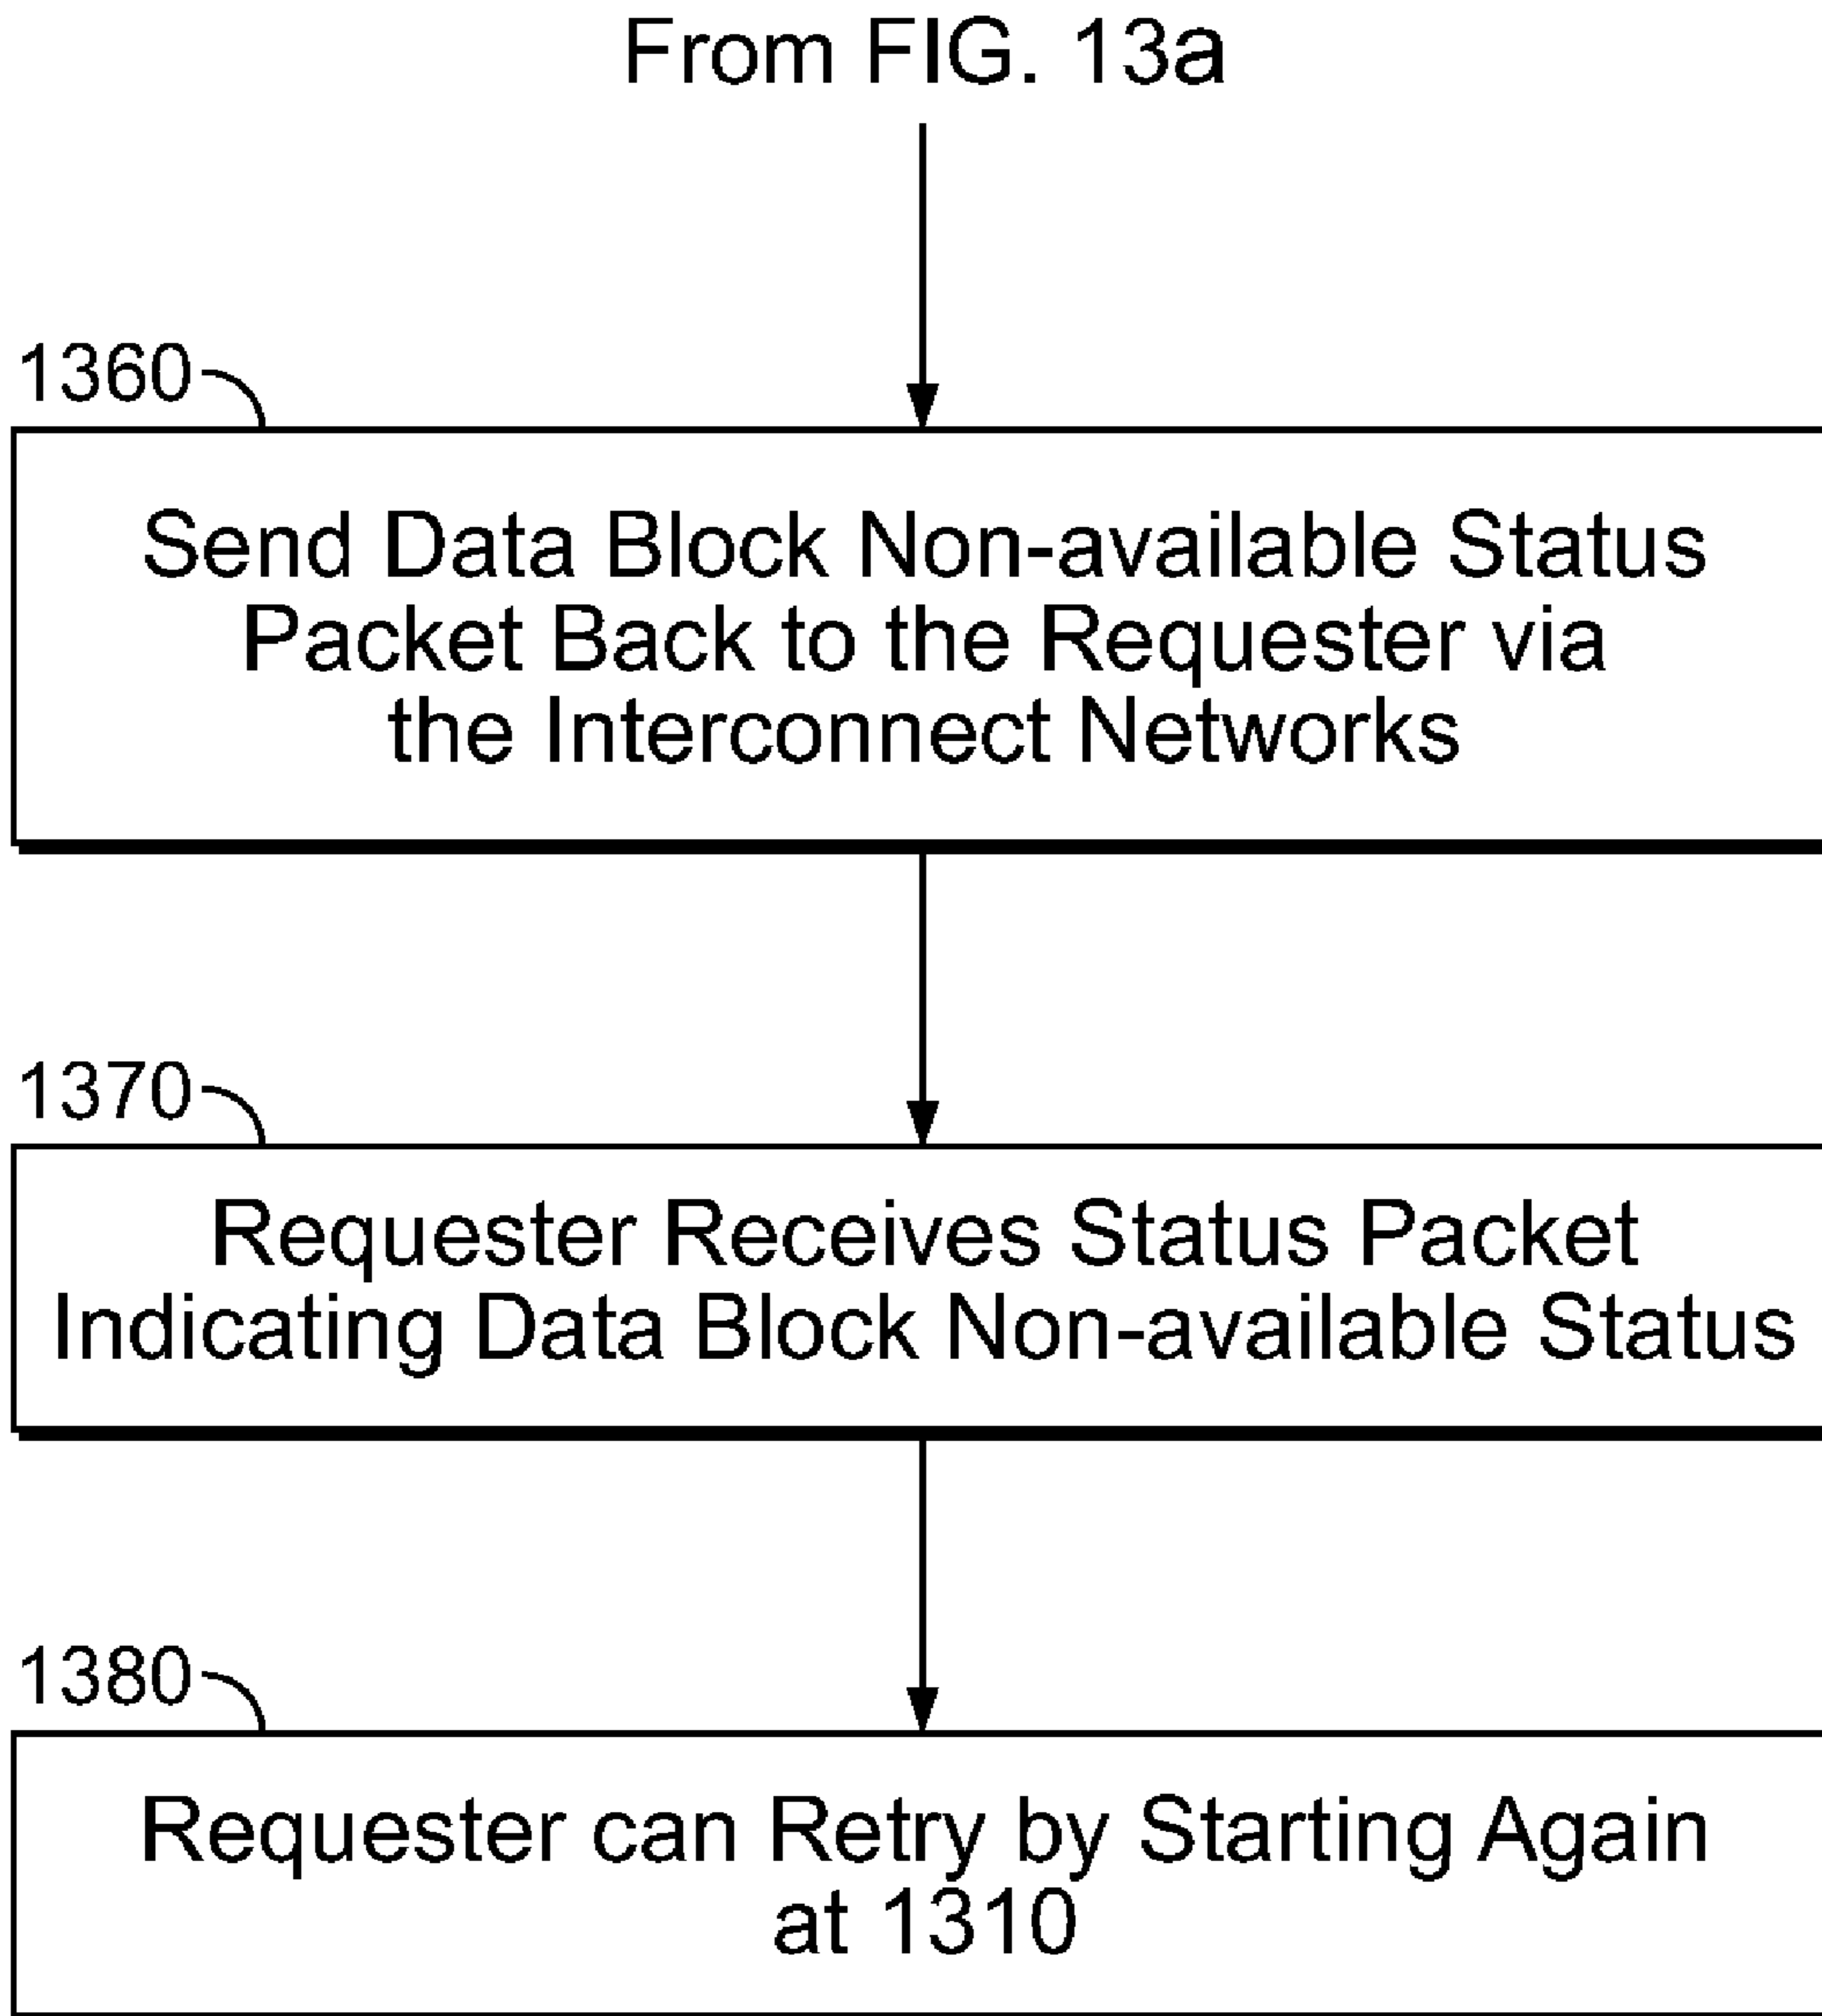 From FIG. 13a
1360
Send Data Block Non-available Status
Packet Back to the Requester via
the Interconnect Networks
1370
Requester Receives Status Packet
Indicating Data Block Non-available Status
1380
Requester can Retry by Starting Again
at 1310